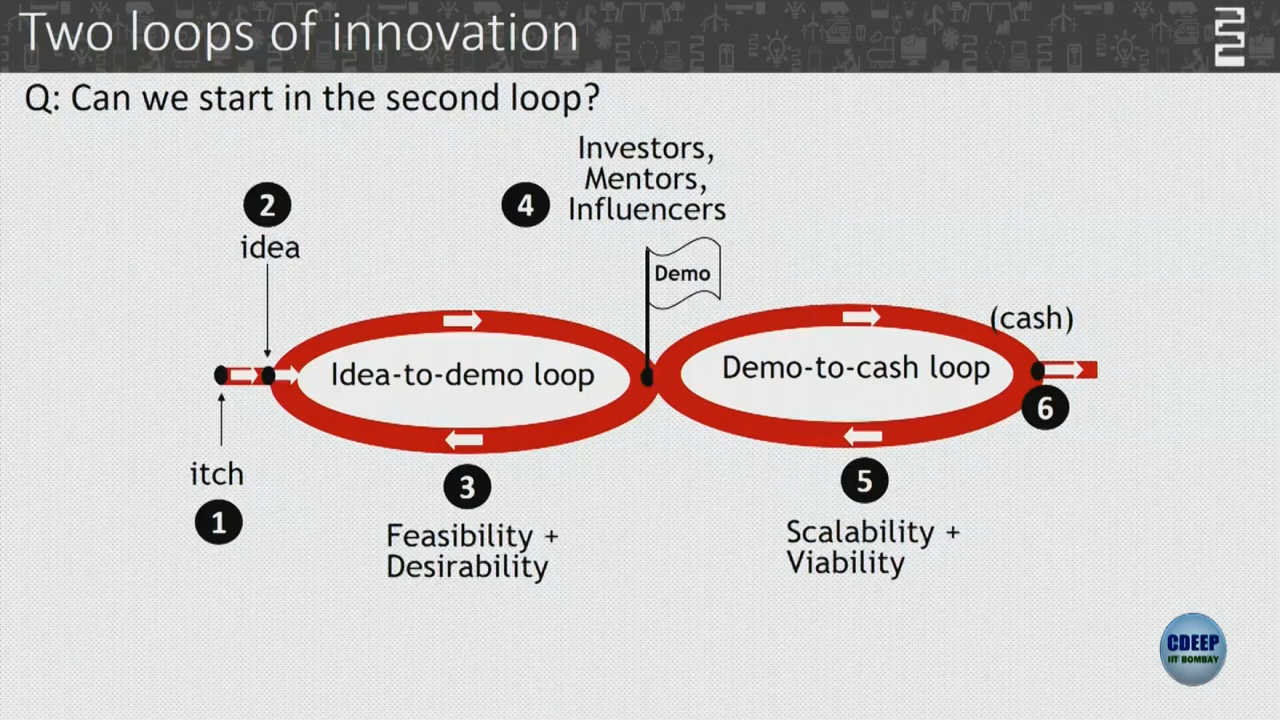 Two loops of innovation
Q: Can we start in the second loop?
Investors,
Mentors,
Influencers
4
2
idea
Demo
(cash)
Idea-to-demo loop
Demo-to-cash loop
6
itch
1
3
Feasibility +
Desirability
5
Scalability +
Viability
CDEEP
IIT BOMBAY